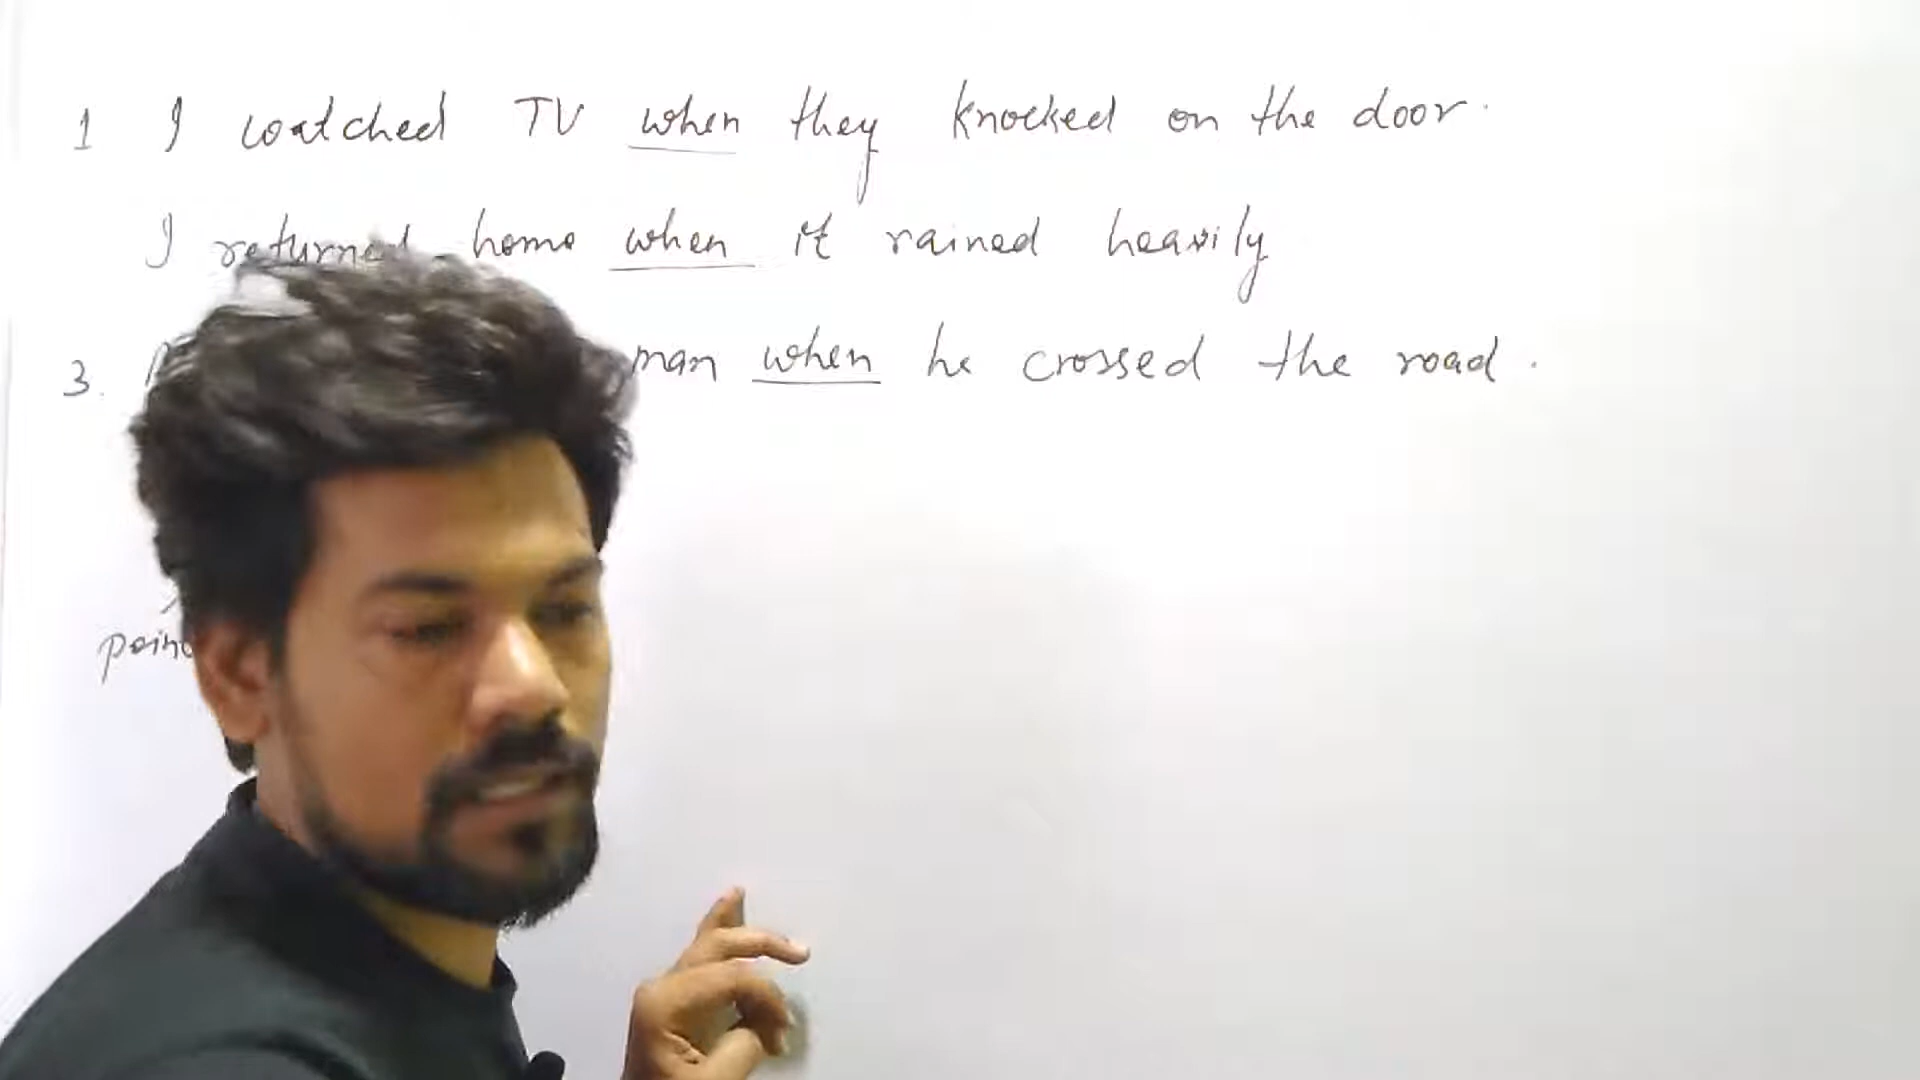 1 I watched TV when they knocked on the door.
I returned home when it rained heavily
3. man when he crossed the road.